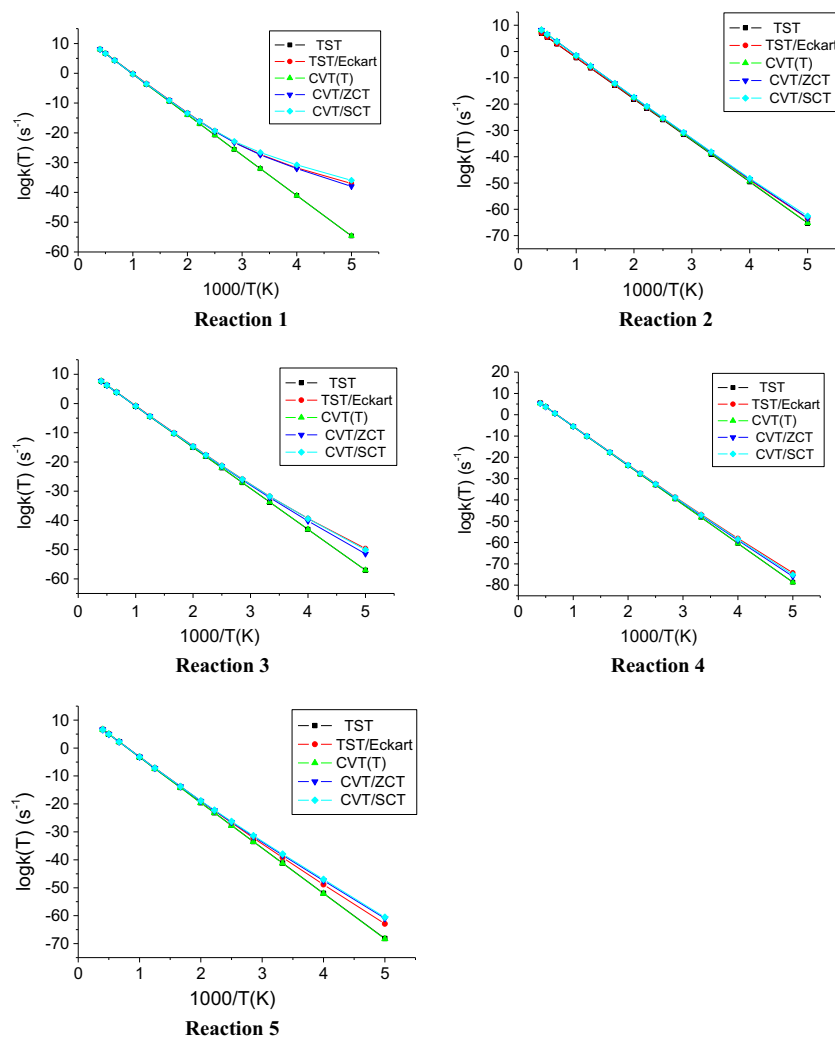 10
0
-10
-20
-30
-40
-50
-60
logk(T) (s⁻¹)
0 1 2 3 4 5
1000/T(K)
TST
TST/Eckart
CVT(T)
CVT/ZCT
CVT/SCT
Reaction 1
10
0
-10
-20
-30
-40
-50
-60
-70
logk(T) (s⁻¹)
0 1 2 3 4 5
1000/T(K)
TST
TST/Eckart
CVT(T)
CVT/ZCT
CVT/SCT
Reaction 2
10
0
-10
-20
-30
-40
-50
-60
logk(T) (s⁻¹)
0 1 2 3 4 5
1000/T(K)
TST
TST/Eckart
CVT(T)
CVT/ZCT
CVT/SCT
Reaction 3
20
10
0
-10
-20
-30
-40
-50
-60
-70
-80
logk(T) (s⁻¹)
0 1 2 3 4 5
1000/T(K)
TST
TST/Eckart
CVT(T)
CVT/ZCT
CVT/SCT
Reaction 4
10
0
-10
-20
-30
-40
-50
-60
-70
logk(T) (s⁻¹)
0 1 2 3 4 5
1000/T(K)
TST
TST/Eckart
CVT(T)
CVT/ZCT
CVT/SCT
Reaction 5